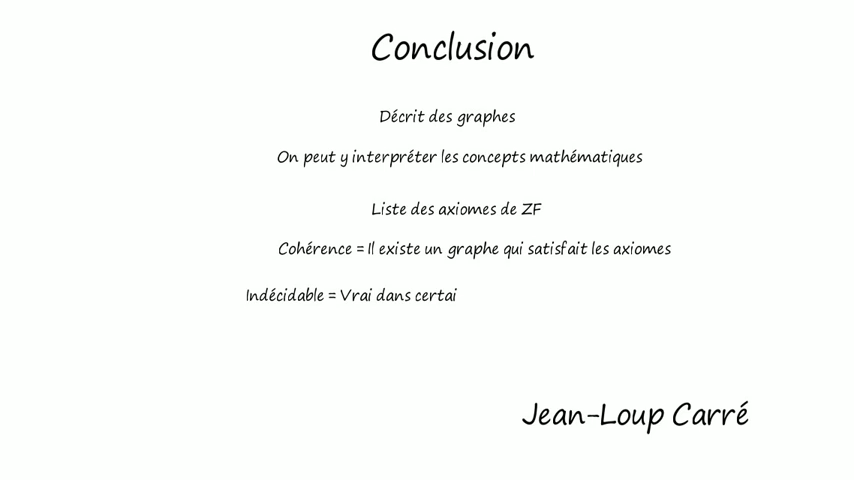 Conclusion
Décrit des graphes
On peut y interpréter les concepts mathématiques
Liste des axiomes de ZF
Cohérence = Il existe un graphe qui satisfait les axiomes
Indécidable = Vrai dans certai
Jean-Loup Carré